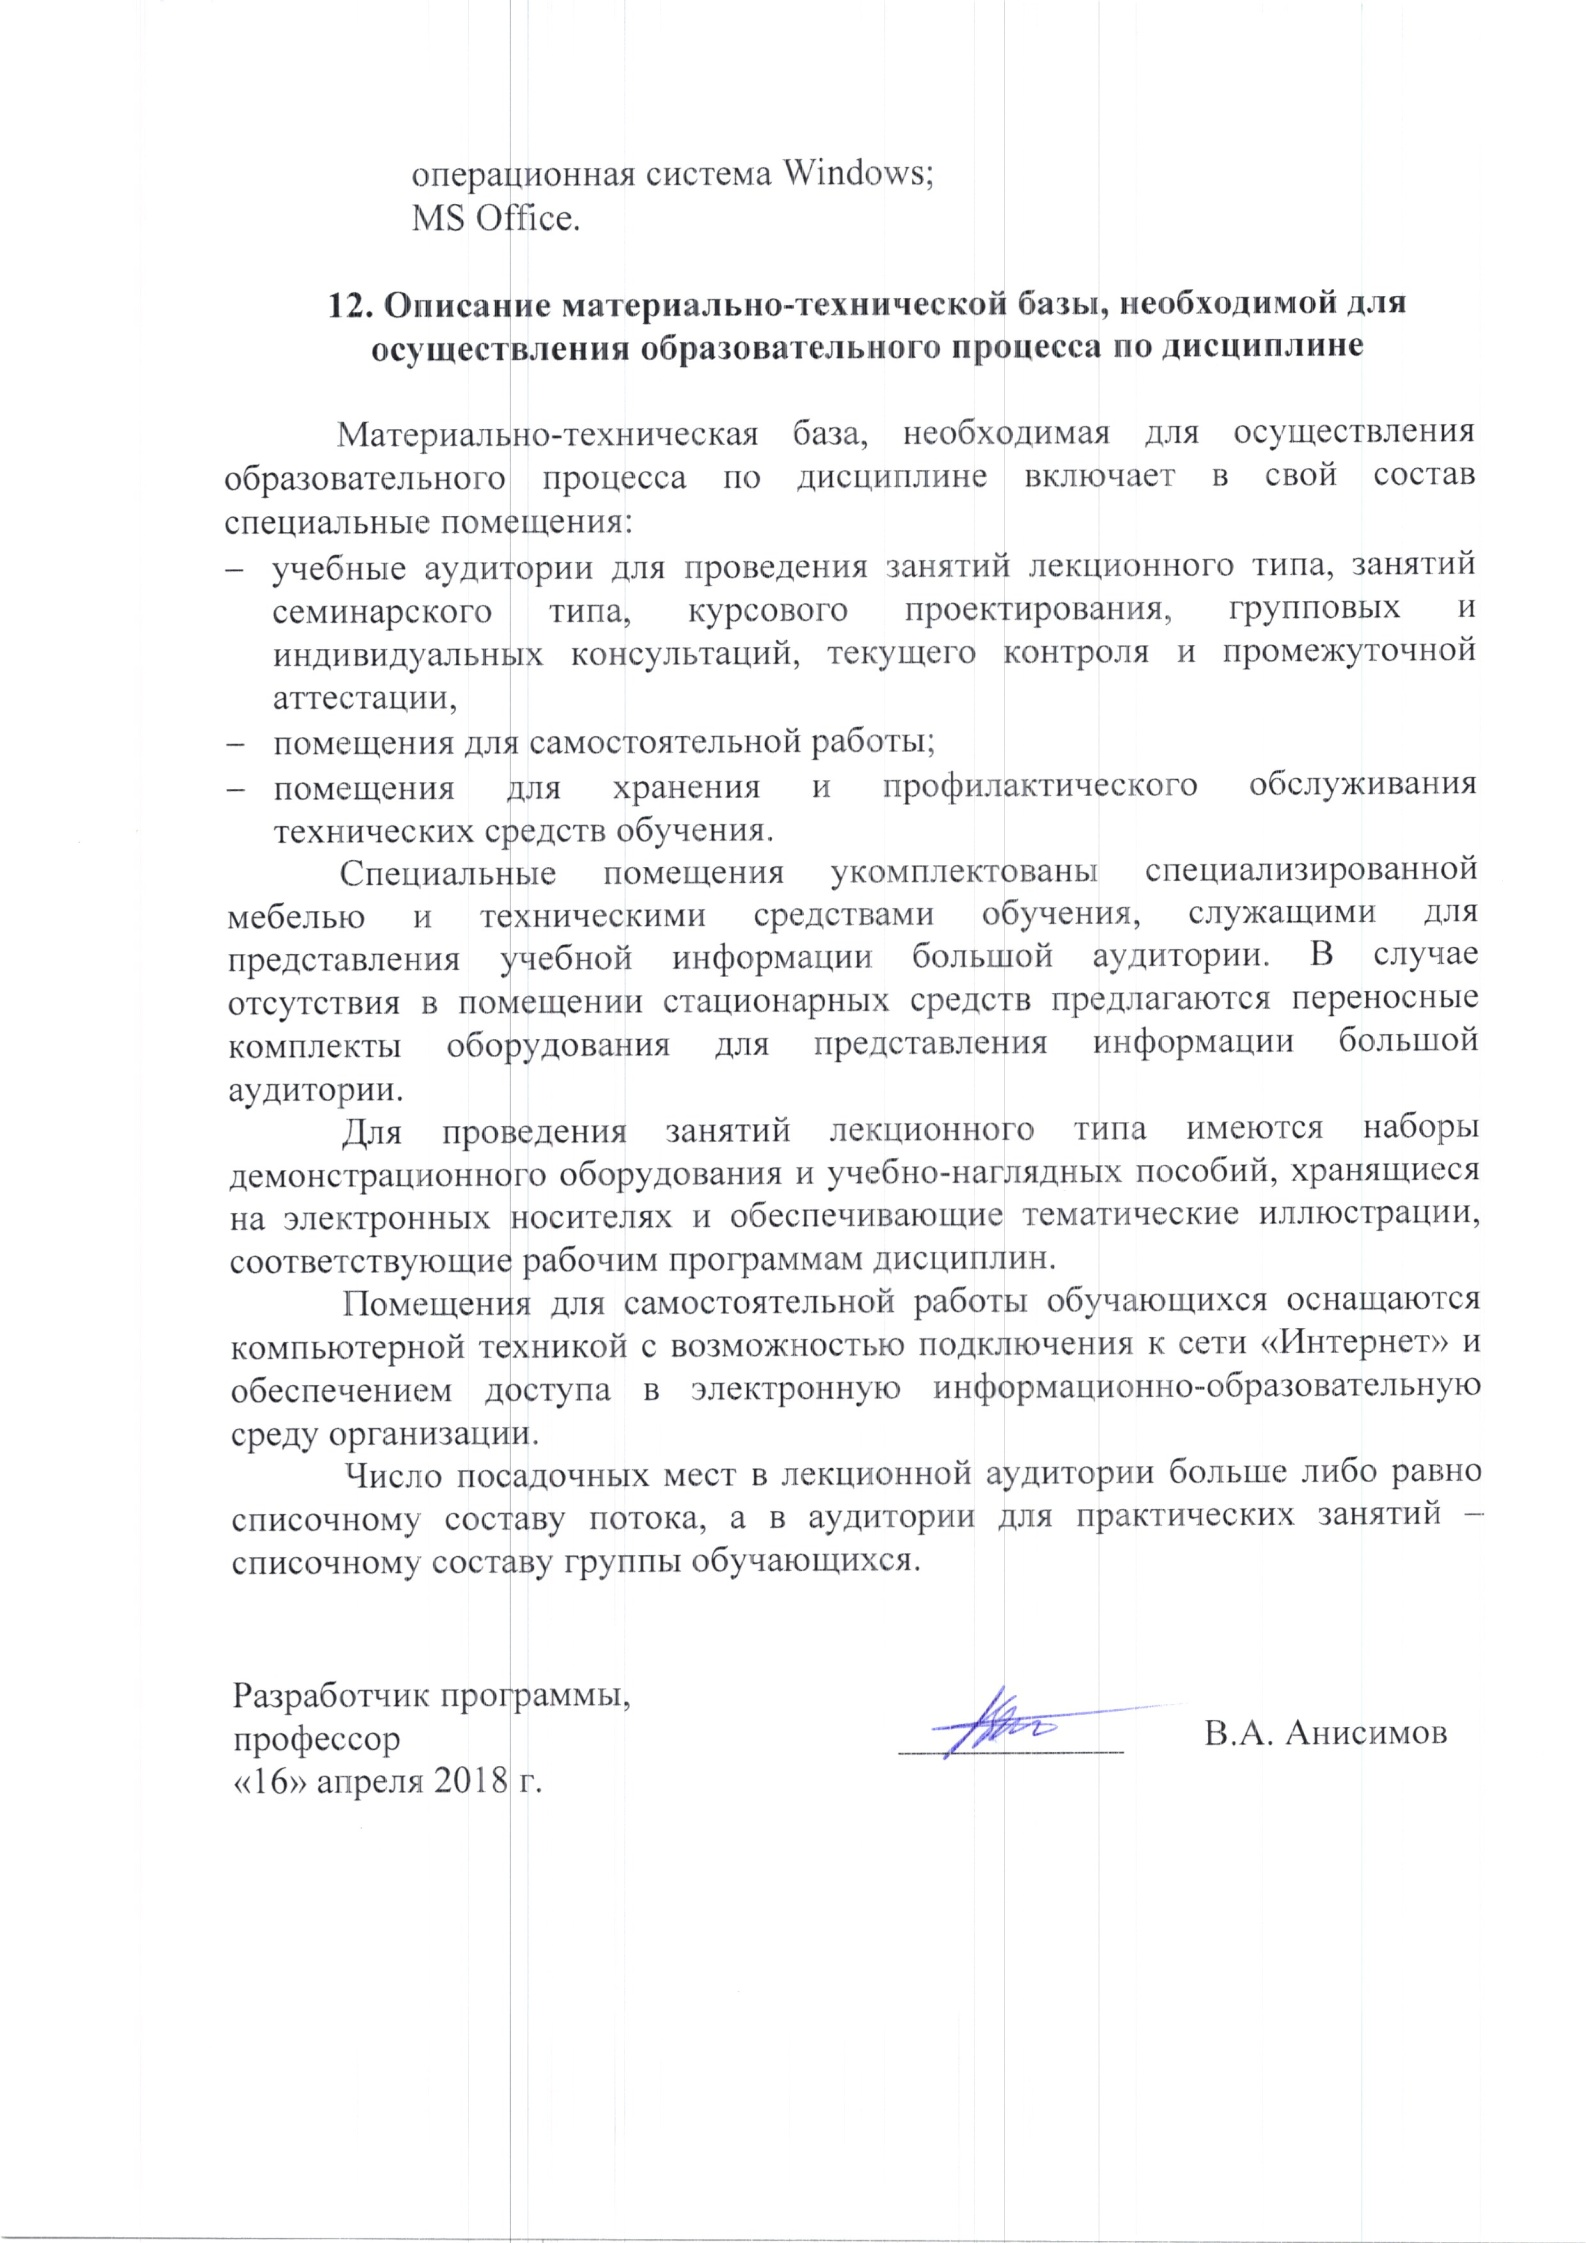 операционная система Windows;
MS Office.
12. Описание материально-технической базы, необходимой для
осуществления образовательного процесса по дисциплине
Материально-техническая база, необходимая для осуществления
образовательного процесса по дисциплине включает в свой состав
специальные помещения:
– учебные аудитории для проведения занятий лекционного типа, занятий
семинарского типа, курсового проектирования, групповых и
индивидуальных консультаций, текущего контроля и промежуточной
аттестации,
– помещения для самостоятельной работы;
– помещения для хранения и профилактического обслуживания
технических средств обучения.
Специальные помещения укомплектованы специализированной
мебелью и техническими средствами обучения, служащими для
представления учебной информации большой аудитории. В случае
отсутствия в помещении стационарных средств предлагаются переносные
комплекты оборудования для представления информации большой
аудитории.
Для проведения занятий лекционного типа имеются наборы
демонстрационного оборудования и учебно-наглядных пособий, хранящиеся
на электронных носителях и обеспечивающие тематические иллюстрации,
соответствующие рабочим программам дисциплин.
Помещения для самостоятельной работы обучающихся оснащаются
компьютерной техникой с возможностью подключения к сети «Интернет» и
обеспечением доступа в электронную информационно-образовательную
среду организации.
Число посадочных мест в лекционной аудитории больше либо равно
списочному составу потока, а в аудитории для практических занятий –
списочному составу группы обучающихся.
Разработчик программы,
профессор В.А. Анисимов
«16» апреля 2018 г.